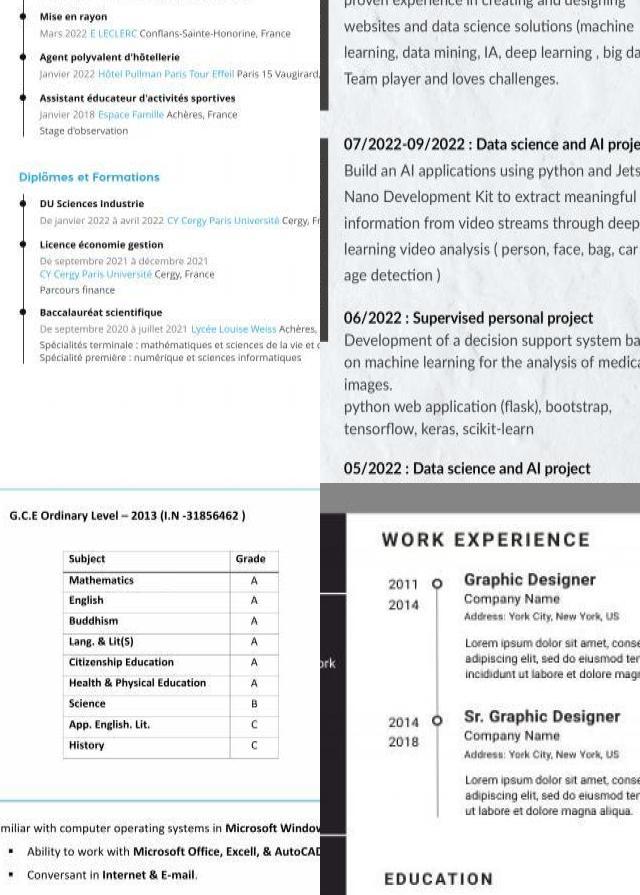 Mise en rayon
Mars 2022 E LECLERC Conflans-Sainte-Honorine, France
Agent polyvalent d'hôtellerie
Janvier 2022 Hôtel Pullman Paris Tour Effeil Paris 15 Vaugirard,
Assistant éducateur d'activités sportives
Janvier 2018 Espace Famille Achères, France
Stage d'observation
Diplômes et Formations
DU Sciences Industrie
De janvier 2022 à avril 2022 CY Cergy Paris Université Cergy, Fr
Licence économie gestion
De septembre 2021 à décembre 2021
CY Cergy Paris Université Cergy, France
Parcours finance
Baccalauréat scientifique
De septembre 2020 à juillet 2021 Lycée Louise Weiss Achères,
Spécialités terminale : mathématiques et sciences de la vie et
Spécialité première : numérique et sciences informatiques
proven experience in creating and designing
websites and data science solutions (machine
learning, data mining, IA, deep learning , big da
Team player and loves challenges.
07/2022-09/2022 : Data science and AI proje
Build an AI applications using python and Jets
Nano Development Kit to extract meaningful
information from video streams through deep
learning video analysis ( person, face, bag, car
age detection )
06/2022 : Supervised personal project
Development of a decision support system ba
on machine learning for the analysis of medica
images.
python web application (flask), bootstrap,
tensorflow, keras, scikit-learn
05/2022 : Data science and AI project
G.C.E Ordinary Level – 2013 (I.N -31856462 )
Subject Grade
Mathematics A
English A
Buddhism A
Lang. & Lit(S) A
Citizenship Education A
Health & Physical Education A
Science B
App. English. Lit. C
History C
miliar with computer operating systems in Microsoft Window
▪ Ability to work with Microsoft Office, Excell, & AutoCAD
▪ Conversant in Internet & E-mail.
ork
WORK EXPERIENCE
2011
2014
Graphic Designer
Company Name
Address: York City, New York, US
Lorem ipsum dolor sit amet, conse
adipiscing elit, sed do eiusmod ter
incididunt ut labore et dolore magn
2014
2018
Sr. Graphic Designer
Company Name
Address: York City, New York, US
Lorem ipsum dolor sit amet, conse
adipiscing elit, sed do eiusmod ter
ut labore et dolore magna aliqua.
EDUCATION